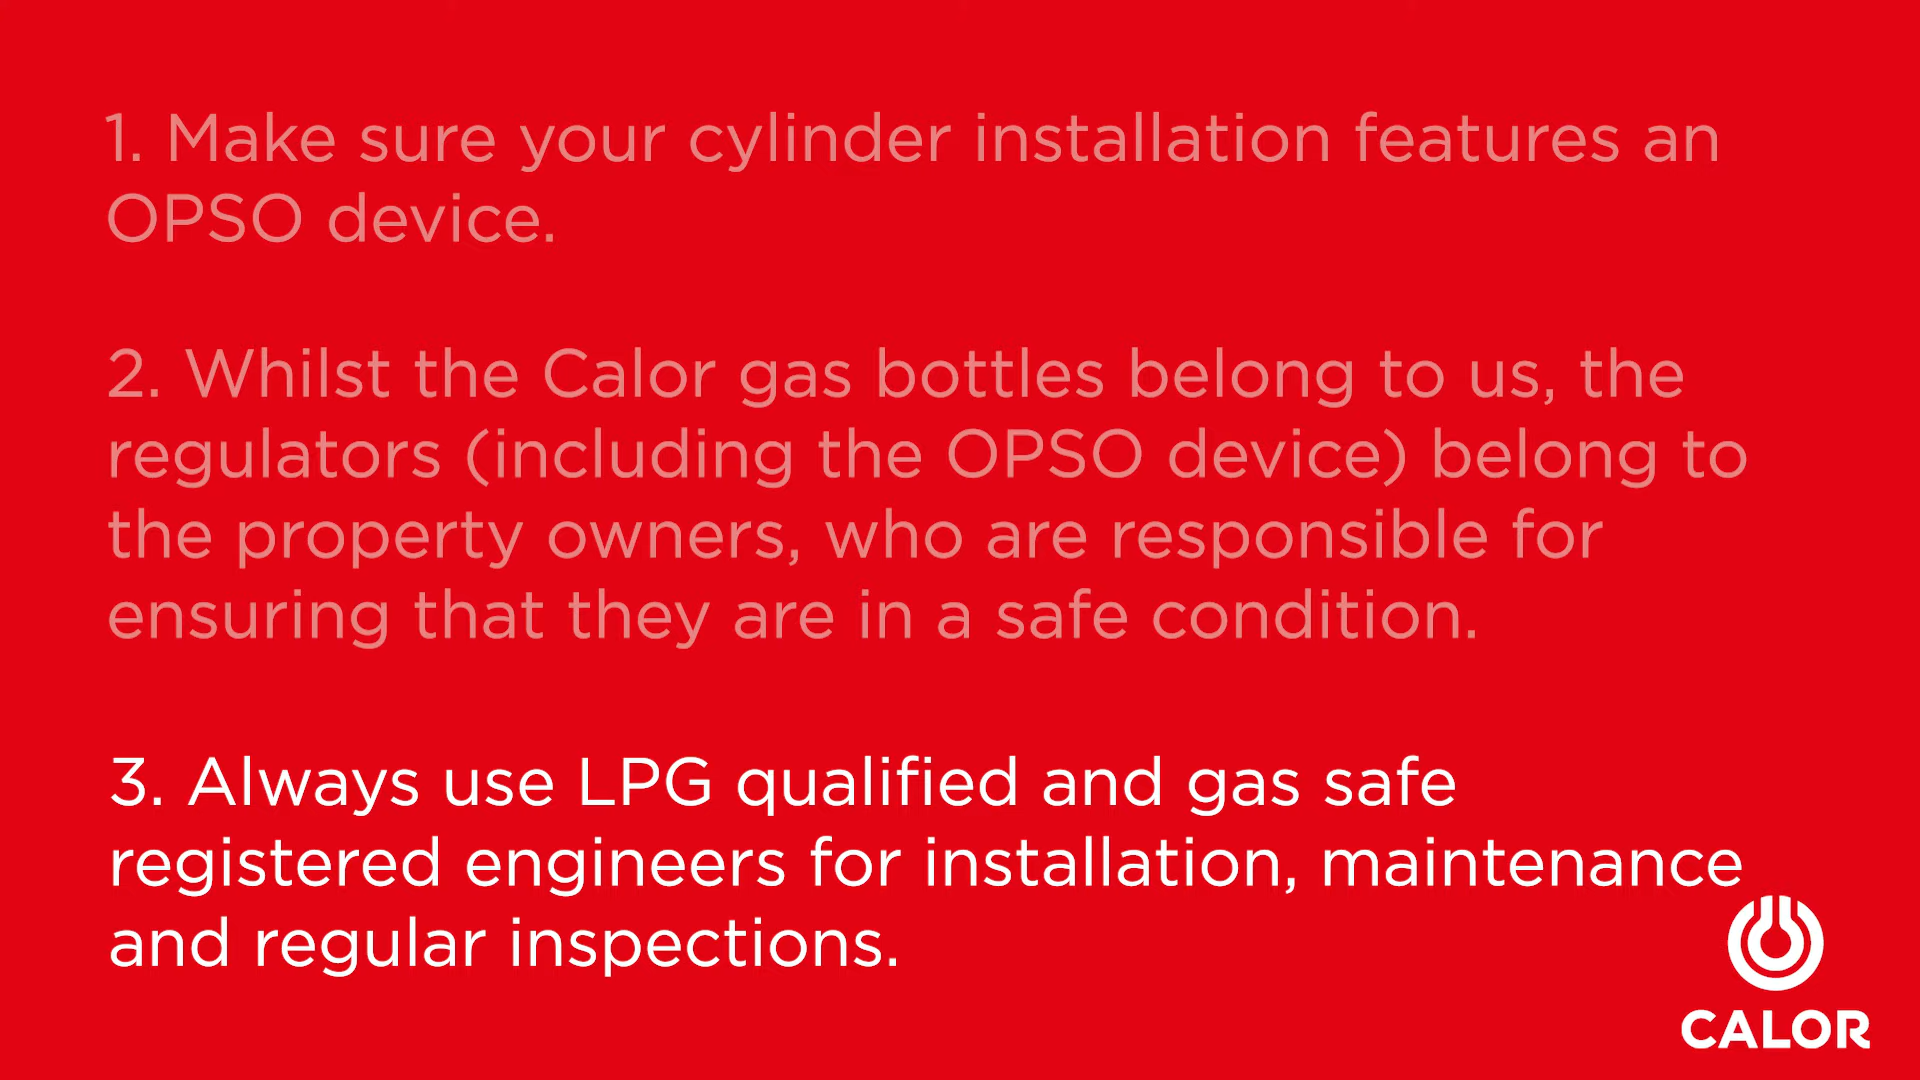 1. Make sure your cylinder installation features an
OPSO device.
2. Whilst the Calor gas bottles belong to us, the
regulators (including the OPSO device) belong to
the property owners, who are responsible for
ensuring that they are in a safe condition.
3. Always use LPG qualified and gas safe
registered engineers for installation, maintenance
and regular inspections.
CALOR